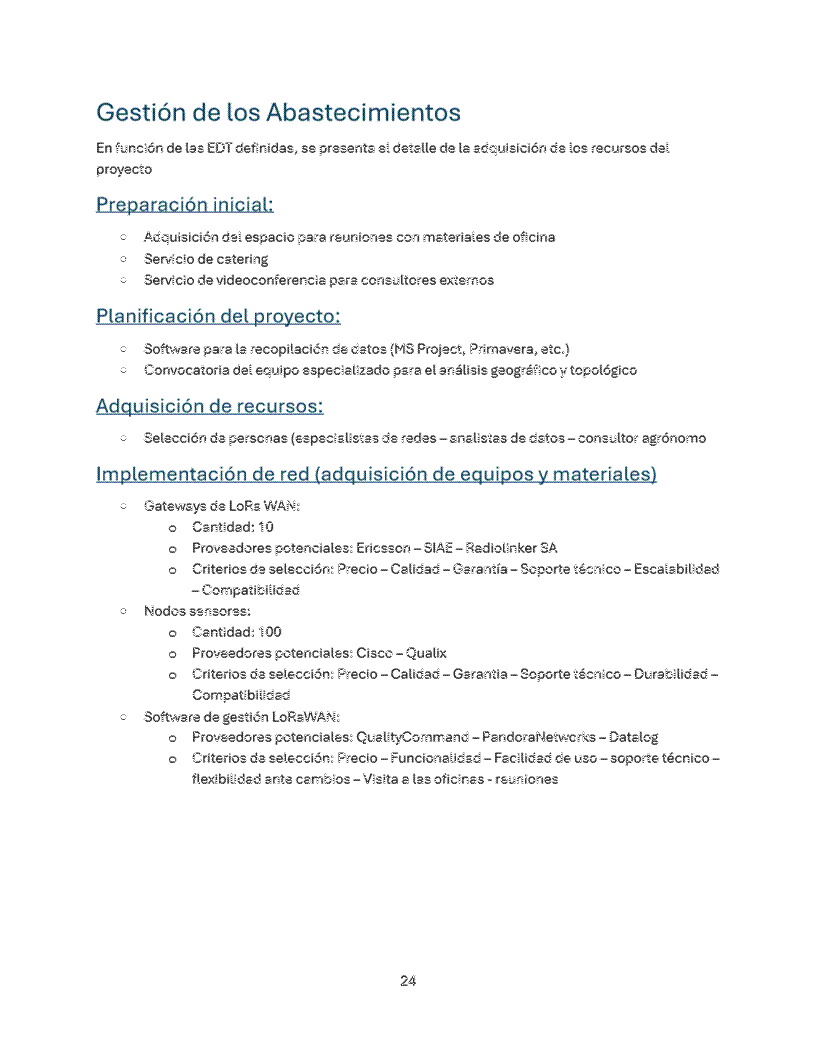 Gestión de los Abastecimientos
En función de las EDT definidas, se presenta el detalle de la adquisición de los recursos del
proyecto
Preparación inicial:
○ Adquisición del espacio para reuniones con materiales de oficina
○ Servicio de catering
○ Servicio de videoconferencia para consultores externos
Planificación del proyecto:
○ Software para la recopilación de datos (MS Project, Primavera, etc.)
○ Convocatoria del equipo especializado para el análisis geográfico y topológico
Adquisición de recursos:
○ Selección de personas (especialistas de redes – analistas de datos – consultor agrónomo
Implementación de red (adquisición de equipos y materiales)
○ Gateways de LoRa WAN:
o Cantidad: 10
o Proveedores potenciales: Ericsson – SIAE – Radiolinker SA
o Criterios de selección: Precio – Calidad – Garantía – Soporte técnico – Escalabilidad
– Compatibilidad
○ Nodos sensores:
o Cantidad: 100
o Proveedores potenciales: Cisco – Qualix
o Criterios de selección: Precio – Calidad – Garantia – Soporte técnico – Durabilidad –
Compatibilidad
○ Software de gestión LoRaWAN:
o Proveedores potenciales: QualityCommand – PandoraNetworks – Datalog
o Criterios de selección: Precio – Funcionalidad – Facilidad de uso – soporte técnico –
flexibilidad ante cambios – Visita a las oficinas - reuniones
24